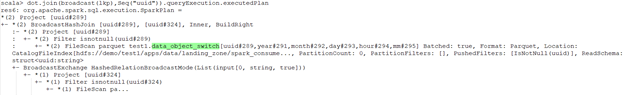 scala> dot.join(broadcast(lkp),Seq("uuid")).queryExecution.executedPlan
res6: org.apache.spark.sql.execution.SparkPlan =
*(2) Project [uuid#289]
+- *(2) BroadcastHashJoin [uuid#289], [uuid#324], Inner, BuildRight
:- *(2) Project [uuid#289]
: +- *(2) Filter isnotnull(uuid#289)
: +- *(2) FileScan parquet test1.data_object_switch[uuid#289,year#291,month#292,day#293,hour#294,mm#295] Batched: true, Format: Parquet, Location:
CatalogFileIndex[hdfs://demo/test1/apps/data/landing_zone/spark_consume..., PartitionCount: 0, PartitionFilters: [], PushedFilters: [IsNotNull(uuid)], ReadSchema:
struct<uuid:string>
+- BroadcastExchange HashedRelationBroadcastMode(List(input[0, string, true]))
+- *(1) Project [uuid#324]
+- *(1) Filter isnotnull(uuid#324)
+- *(1) FileScan pa...